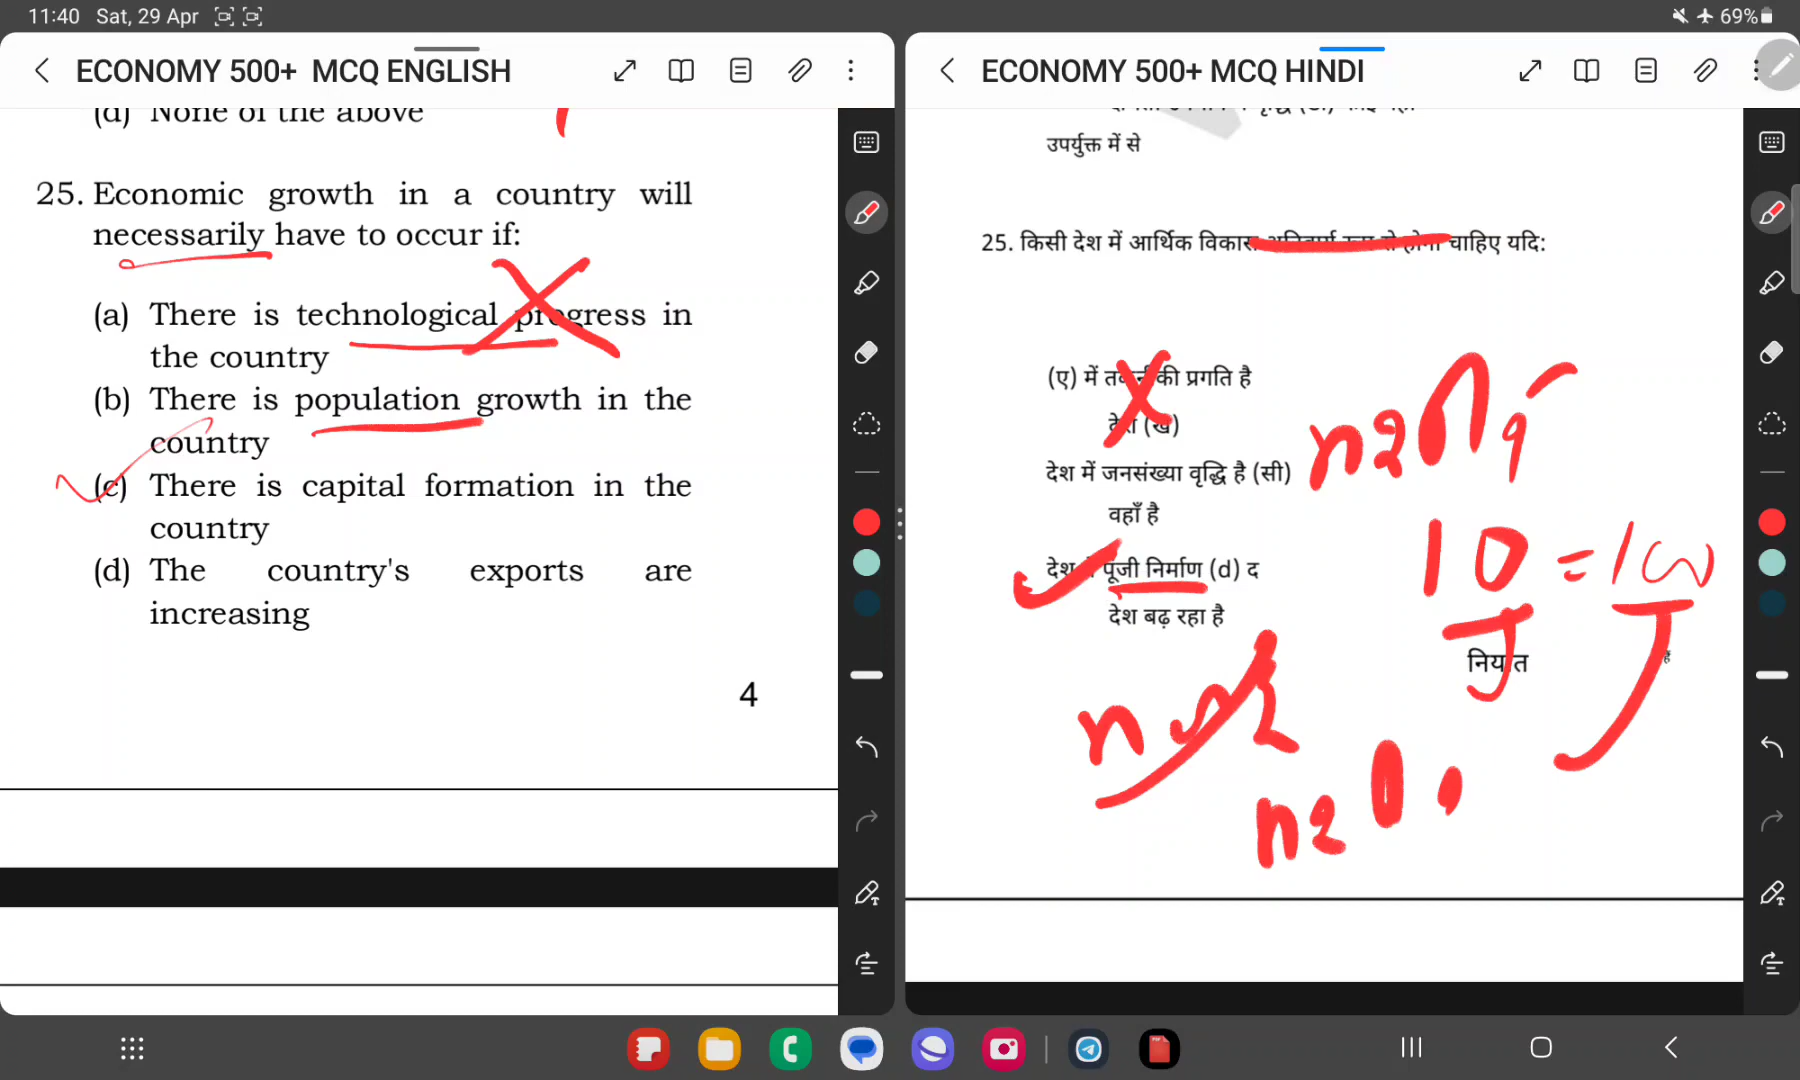 11:40 Sat, 29 Apr
69%
ECONOMY 500+ MCQ ENGLISH
(d) None of the above
25. Economic growth in a country will
necessarily have to occur if:
(a) There is technological progress in
the country
(b) There is population growth in the
country
(c) There is capital formation in the
country
(d) The country's exports are
increasing
4
ECONOMY 500+ MCQ HINDI
उपर्युक्त में से
25. किसी देश में आर्थिक विकास अनिवार्य रूप से होना चाहिए यदि:
(ए) में तकनीकी प्रगति है
देश (ख)
देश में जनसंख्या वृद्धि है (सी)
वहाँ है
देश में पूंजी निर्माण (d) द
देश बढ़ रहा है
निर्यात
हैं
10 = 100